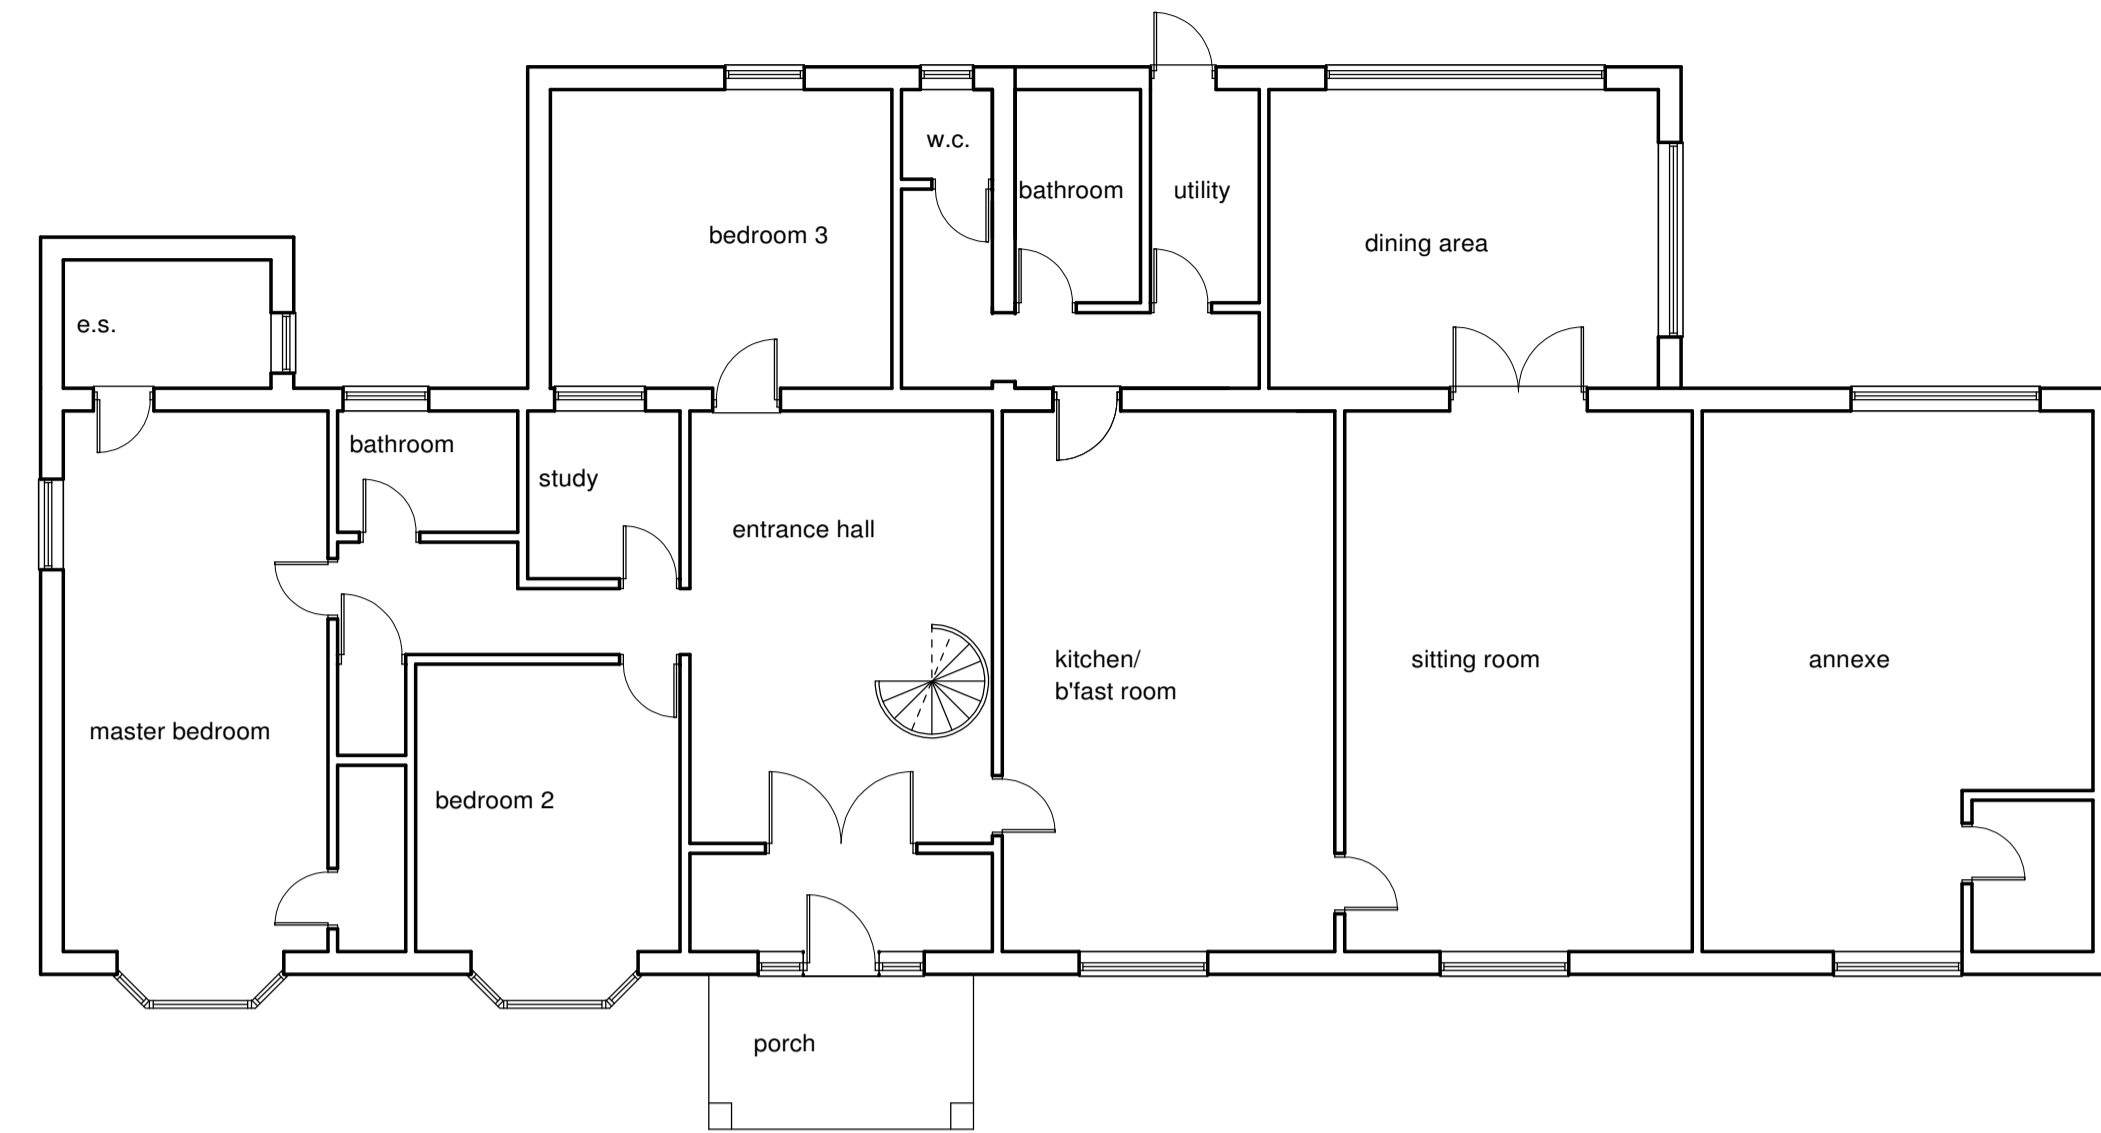 w.c.
bathroom
utility
bedroom 3
dining area
e.s.
bathroom
study
entrance hall
kitchen/
b'fast room
sitting room
annexe
master bedroom
bedroom 2
porch